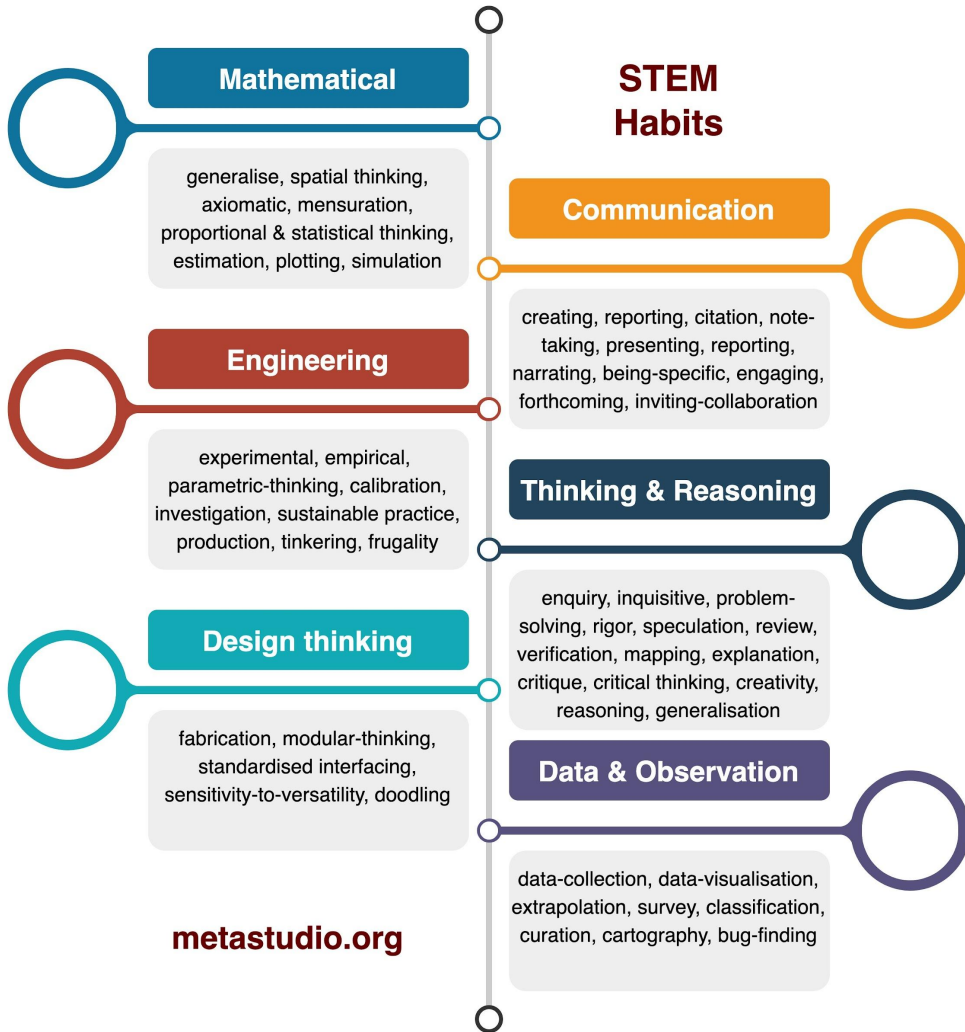 STEM
Habits
Mathematical
generalise, spatial thinking,
axiomatic, mensuration,
proportional & statistical thinking,
estimation, plotting, simulation
Communication
creating, reporting, citation, note-
taking, presenting, reporting,
narrating, being-specific, engaging,
forthcoming, inviting-collaboration
Engineering
experimental, empirical,
parametric-thinking, calibration,
investigation, sustainable practice,
production, tinkering, frugality
Thinking & Reasoning
enquiry, inquisitive, problem-
solving, rigor, speculation, review,
verification, mapping, explanation,
critique, critical thinking, creativity,
reasoning, generalisation
Design thinking
fabrication, modular-thinking,
standardised interfacing,
sensitivity-to-versatility, doodling
Data & Observation
data-collection, data-visualisation,
extrapolation, survey, classification,
curation, cartography, bug-finding
metastudio.org